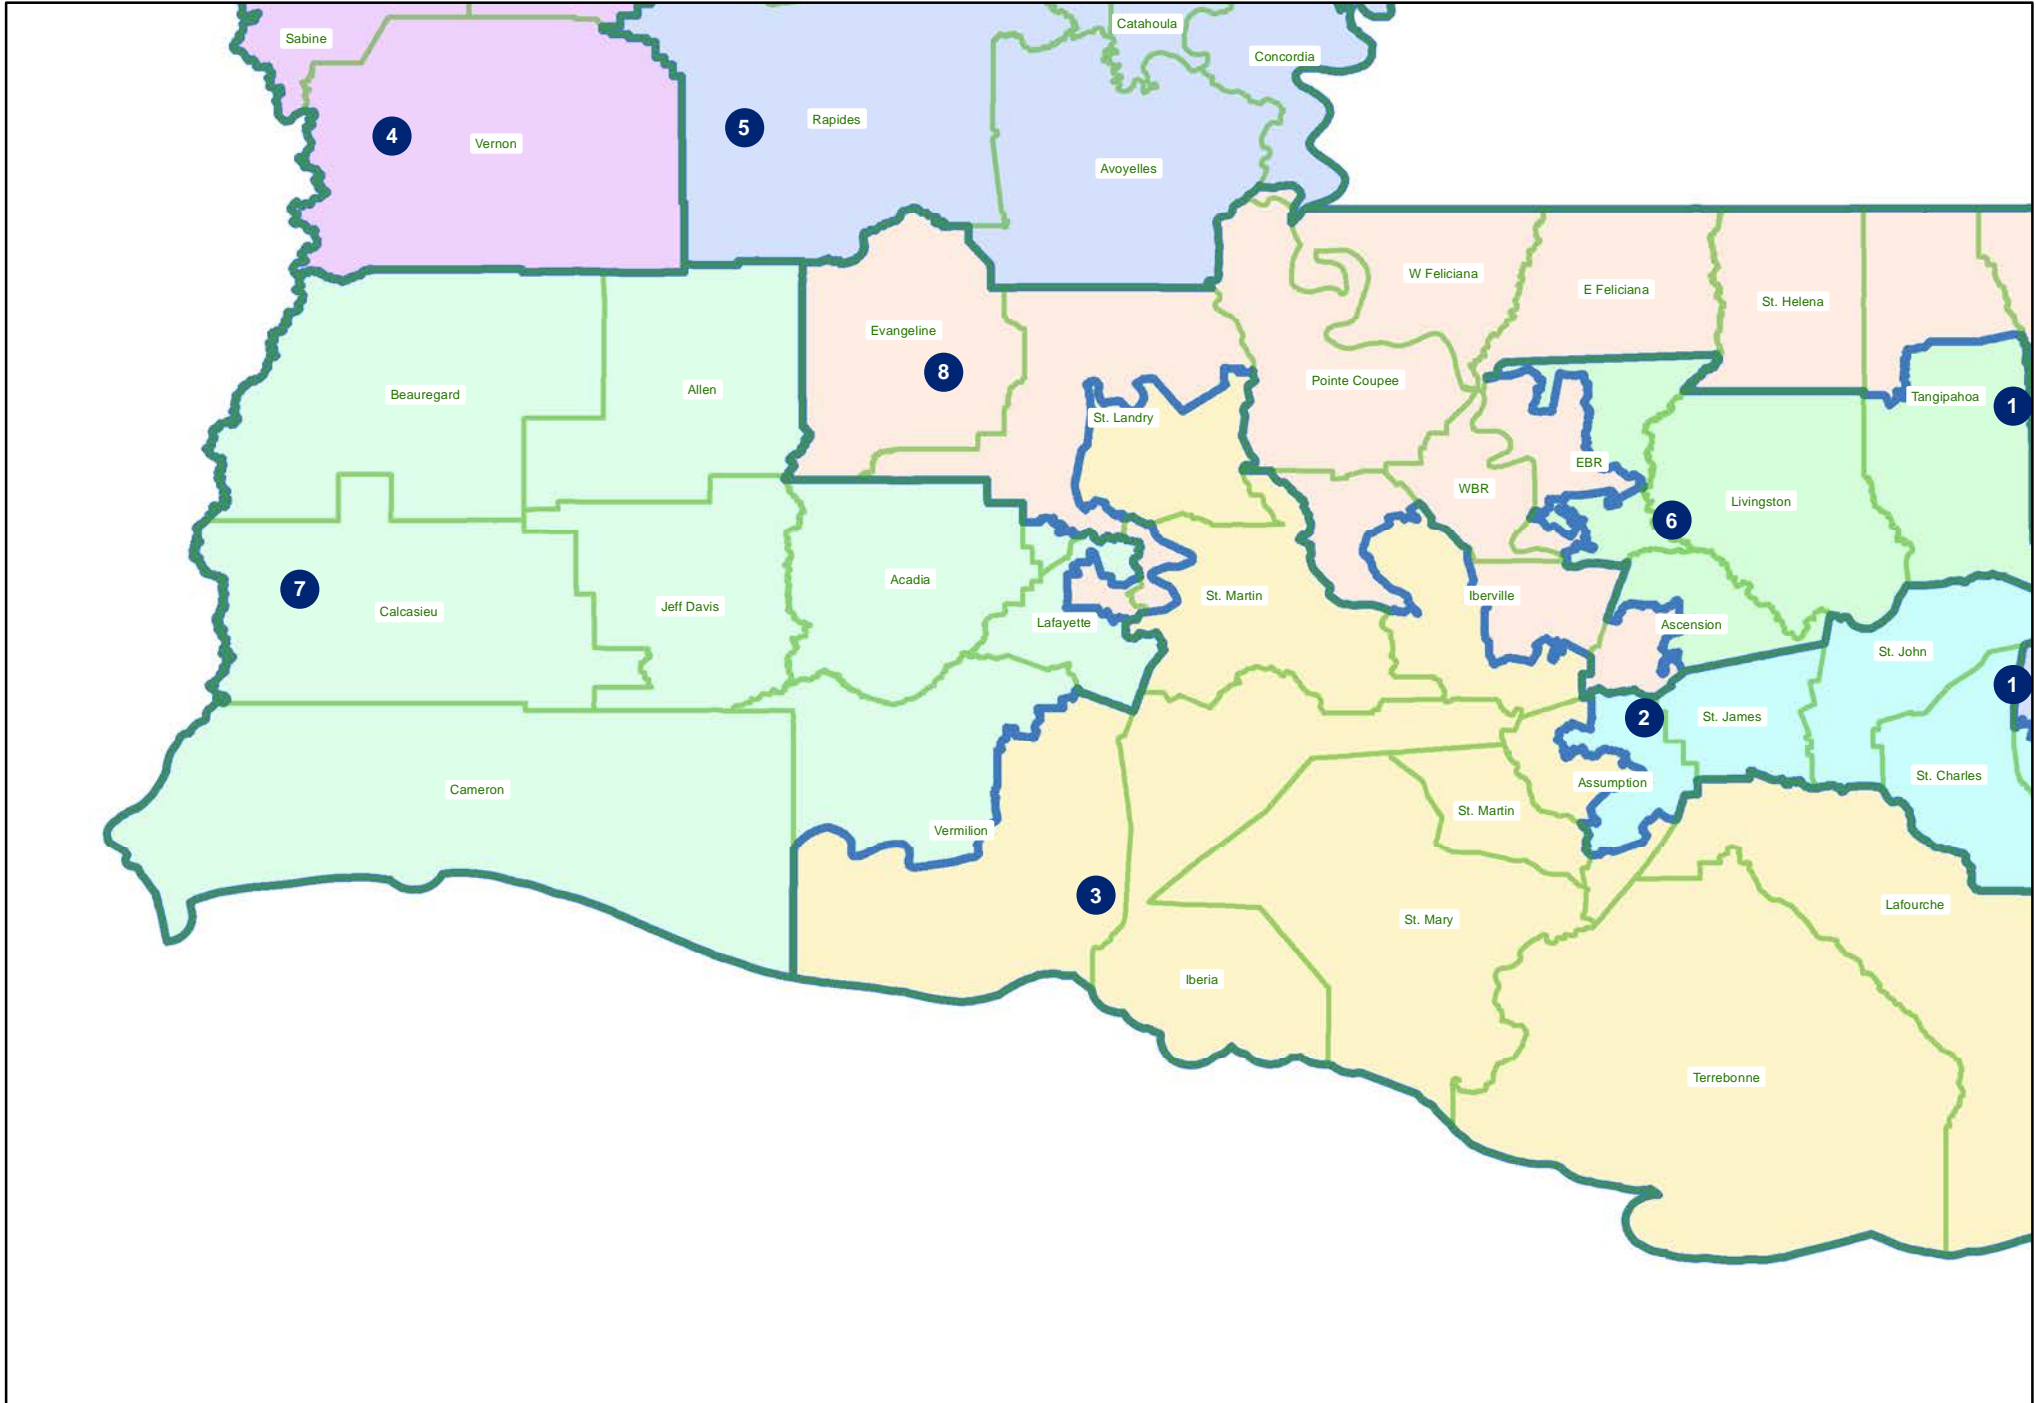 Catahoula
Sabine
Concordia
Rapides
5
4
Vernon
Avoyelles
W Feliciana
E Feliciana
St. Helena
Evangeline
8
Pointe Coupee
Allen
Beauregard
Tangipahoa
1
St. Landry
EBR
WBR
Livingston
6
Acadia
7
St. Martin
Iberville
Jeff Davis
Calcasieu
Lafayette
Ascension
St. John
1
St. James
2
St. Charles
Assumption
Cameron
St. Martin
Vermilion
3
Lafourche
St. Mary
Iberia
Terrebonne